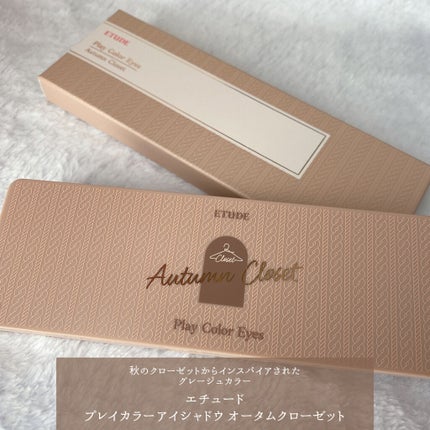 ETUDE
Play Color Eyes
Autumn Closet
ETUDE
Closet
Autumn Closet
Play Color Eyes
秋のクローゼットからインスパイアされた
グレージュカラー
エチュード
プレイカラーアイシャドウ オータムクローゼット